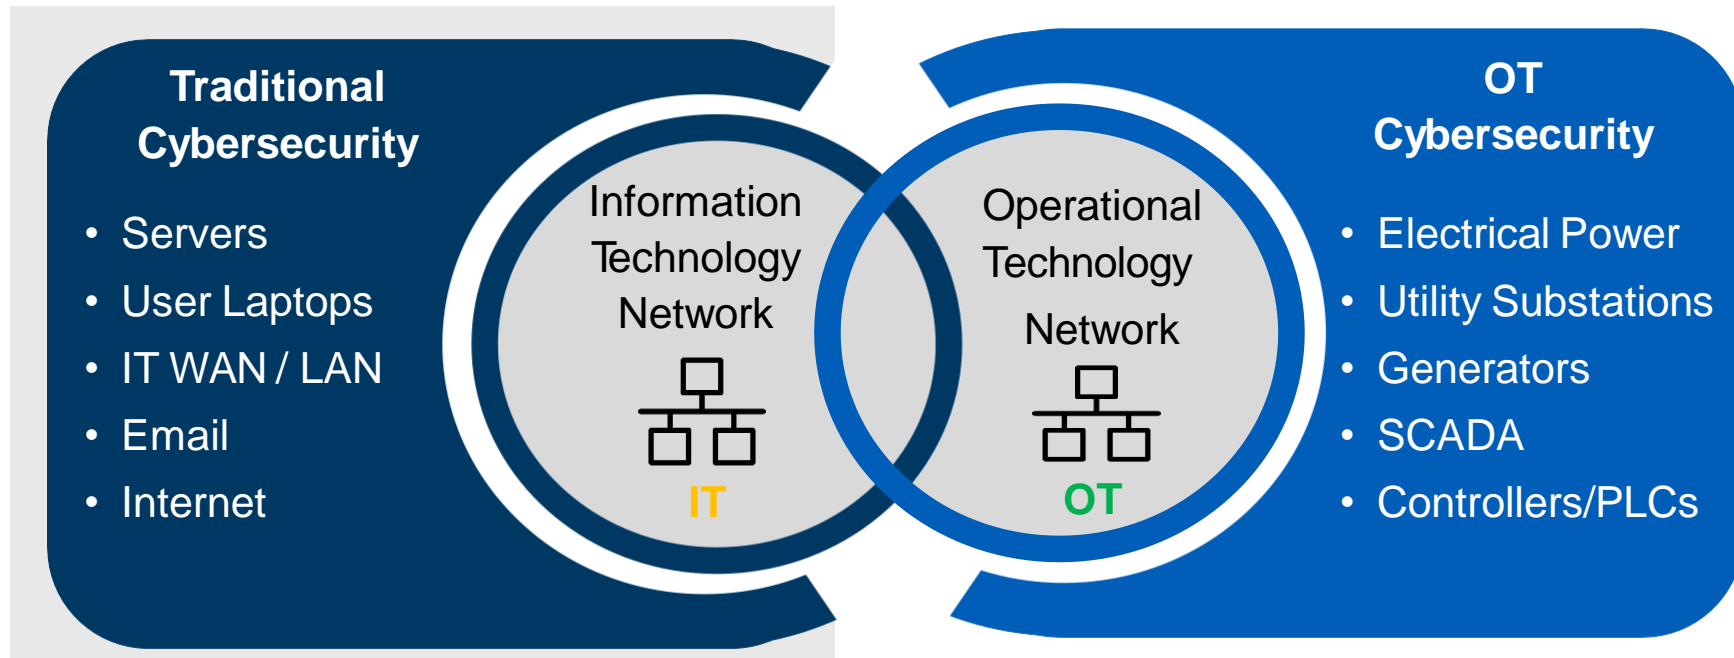 Traditional
Cybersecurity
• Servers
• User Laptops
• IT WAN / LAN
• Email
• Internet
Information
Technology
Network
IT
Operational
Technology
Network
OT
OT
Cybersecurity
• Electrical Power
• Utility Substations
• Generators
• SCADA
• Controllers/PLCs